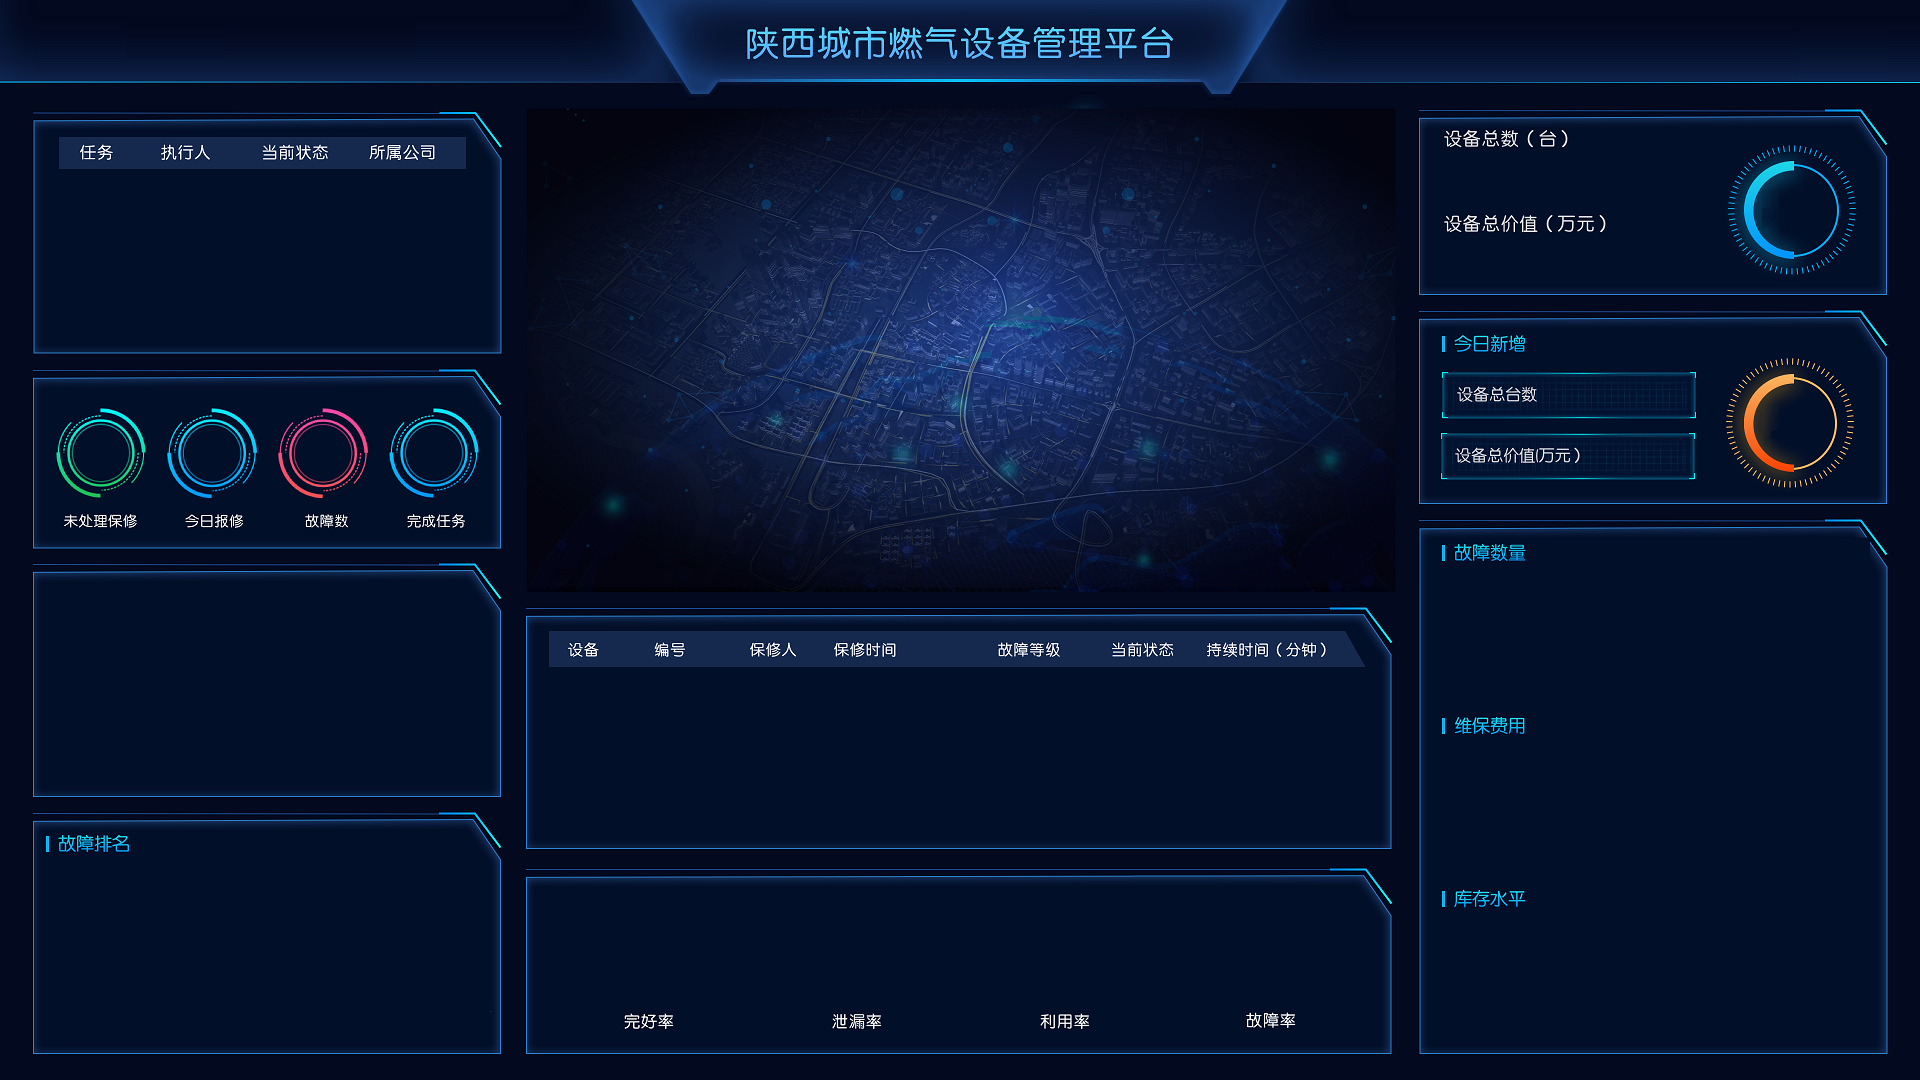 陕西城市燃气设备管理平台
任务 执行人 当前状态 所属公司
未处理保修 今日报修 故障数 完成任务
故障排名
设备 编号 保修人 保修时间 故障等级 当前状态 持续时间（分钟）
完好率 泄漏率 利用率 故障率
设备总数（台）
设备总价值（万元）
今日新增
设备总台数
设备总价值(万元）
故障数量
维保费用
库存水平